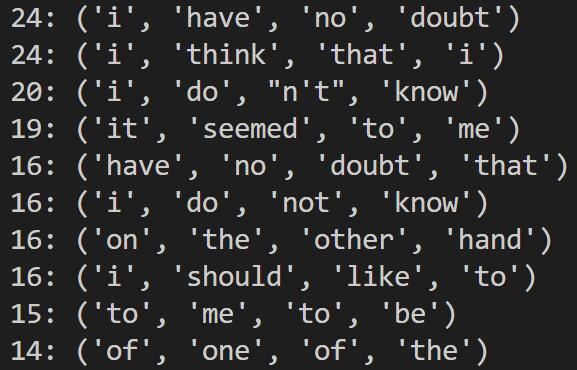 24: ('i', 'have', 'no', 'doubt')
24: ('i', 'think', 'that', 'i')
20: ('i', 'do', "n't", 'know')
19: ('it', 'seemed', 'to', 'me')
16: ('have', 'no', 'doubt', 'that')
16: ('i', 'do', 'not', 'know')
16: ('on', 'the', 'other', 'hand')
16: ('i', 'should', 'like', 'to')
15: ('to', 'me', 'to', 'be')
14: ('of', 'one', 'of', 'the')